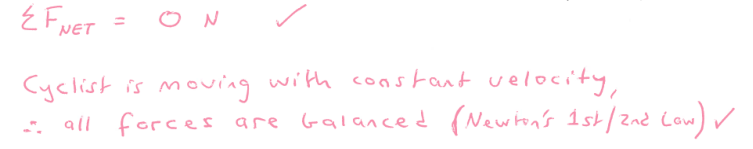 ΣF_NET = 0 N ✓
Cyclist is moving with constant velocity,
∴ all forces are balanced (Newton's 1st/2nd Law) ✓